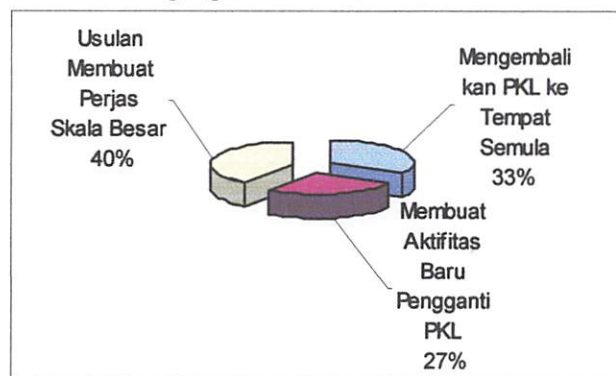 Usulan
Membuat
Perjas
Skala Besar
40%
Mengembali
kan PKL ke
Tempat
Semula
33%
Membuat
Aktifitas
Baru
Pengganti
PKL
27%